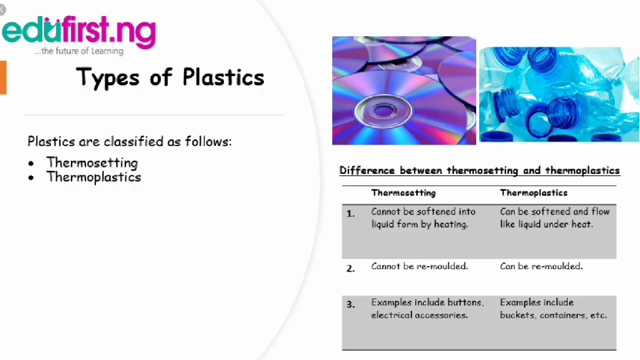 edufirst.ng
...the future of Learning
Types of Plastics
Plastics are classified as follows:
• Thermosetting
• Thermoplastics
Difference between thermosetting and thermoplastics
Thermosetting Thermoplastics
1. Cannot be softened into Can be softened and flow
liquid form by heating. like liquid under heat.
2. Cannot be re-moulded. Can be re-moulded.
3. Examples include buttons, Examples include
electrical accessories. buckets, containers, etc.